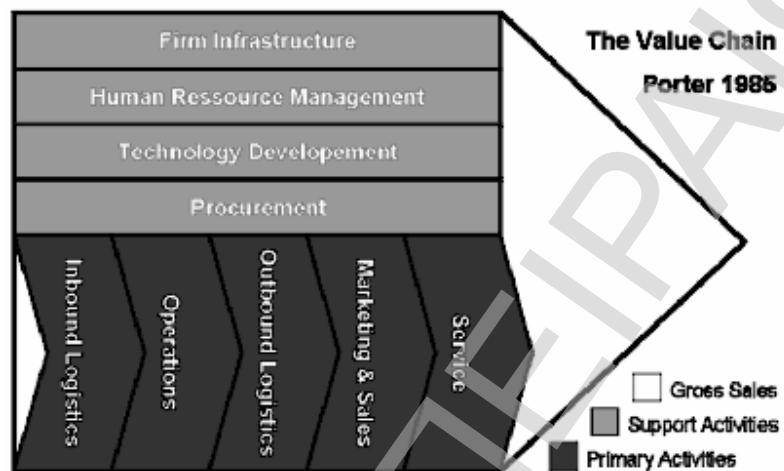 Firm Infrastructure
Human Ressource Management
Technology Developement
Procurement
Inbound Logistics
Operations
Outbound Logistics
Marketing & Sales
Service
The Value Chain
Porter 1985
Gross Sales
Support Activities
Primary Activities